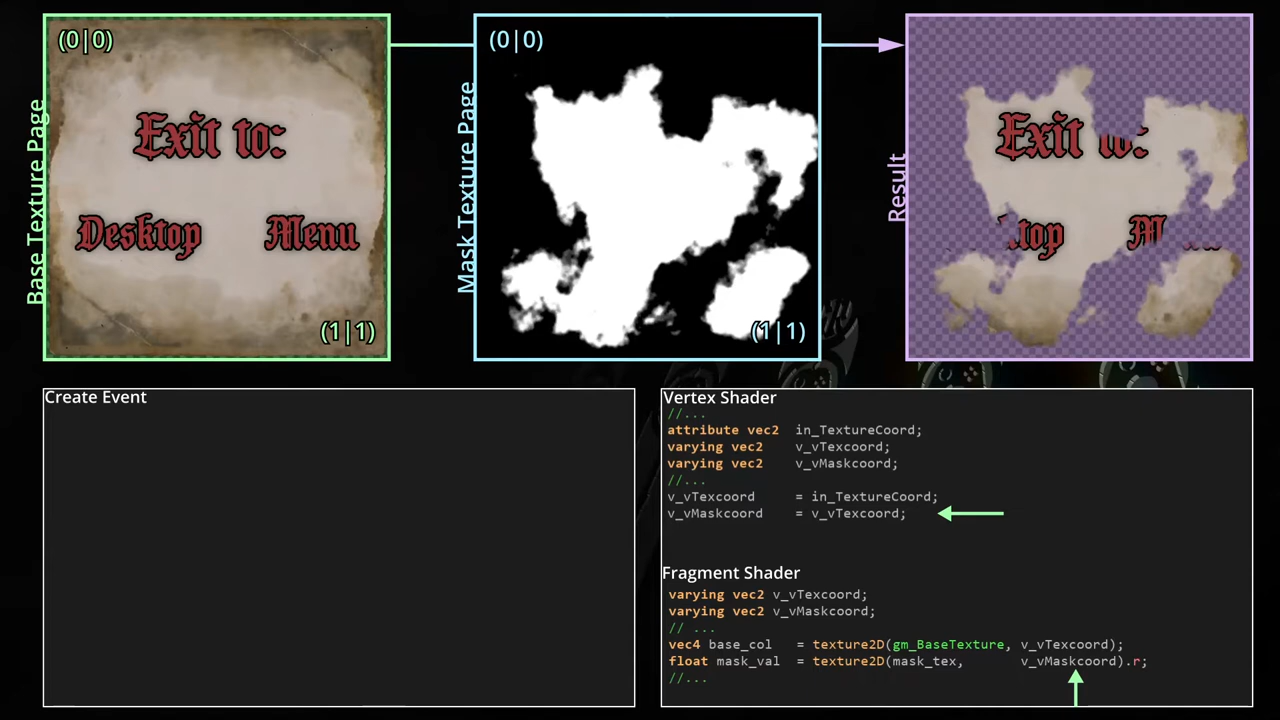 (0|0)
Base Texture Page
Exit to:
Desktop Menu
(1|1)
(0|0)
Mask Texture Page
(1|1)
Result
Exit to:
Create Event
Vertex Shader
//...
attribute vec2 in_TextureCoord;
varying vec2 v_vTexcoord;
varying vec2 v_vMaskcoord;
//...
v_vTexcoord = in_TextureCoord;
v_vMaskcoord = v_vTexcoord;
Fragment Shader
varying vec2 v_vTexcoord;
varying vec2 v_vMaskcoord;
// ...
vec4 base_col = texture2D(gm_BaseTexture, v_vTexcoord);
float mask_val = texture2D(mask_tex, v_vMaskcoord).r;
//...